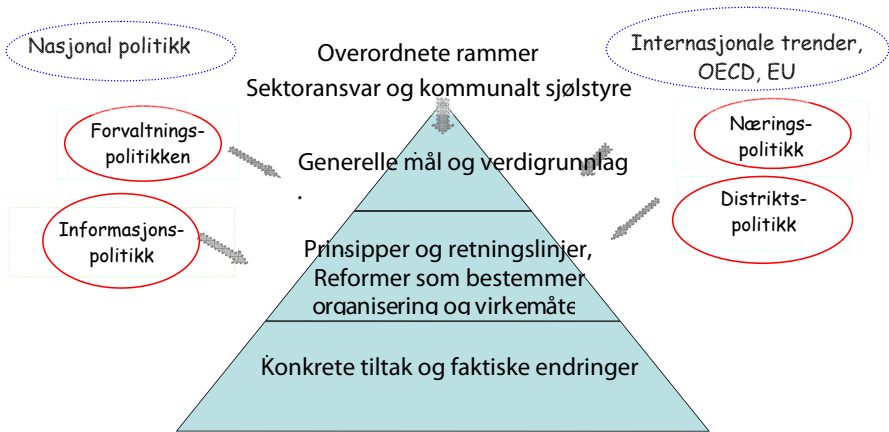 Nasjonal politikk
Overordnete rammer
Sektoransvar og kommunalt sjølstyre
Internasjonale trender,
OECD, EU
Forvaltnings-
politikken
Nærings-
politikk
Generelle mål og verdigrunnlag
.
Distrikts-
politikk
Informasjons-
politikk
Prinsipper og retningslinjer,
Reformer som bestemmer
organisering og virkemåte
Konkrete tiltak og faktiske endringer